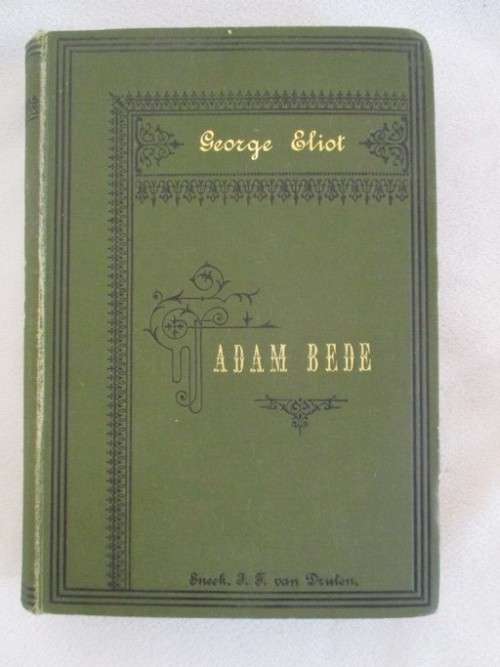 George Eliot
ADAM BEDE
Sneek, J. F. van Druten.